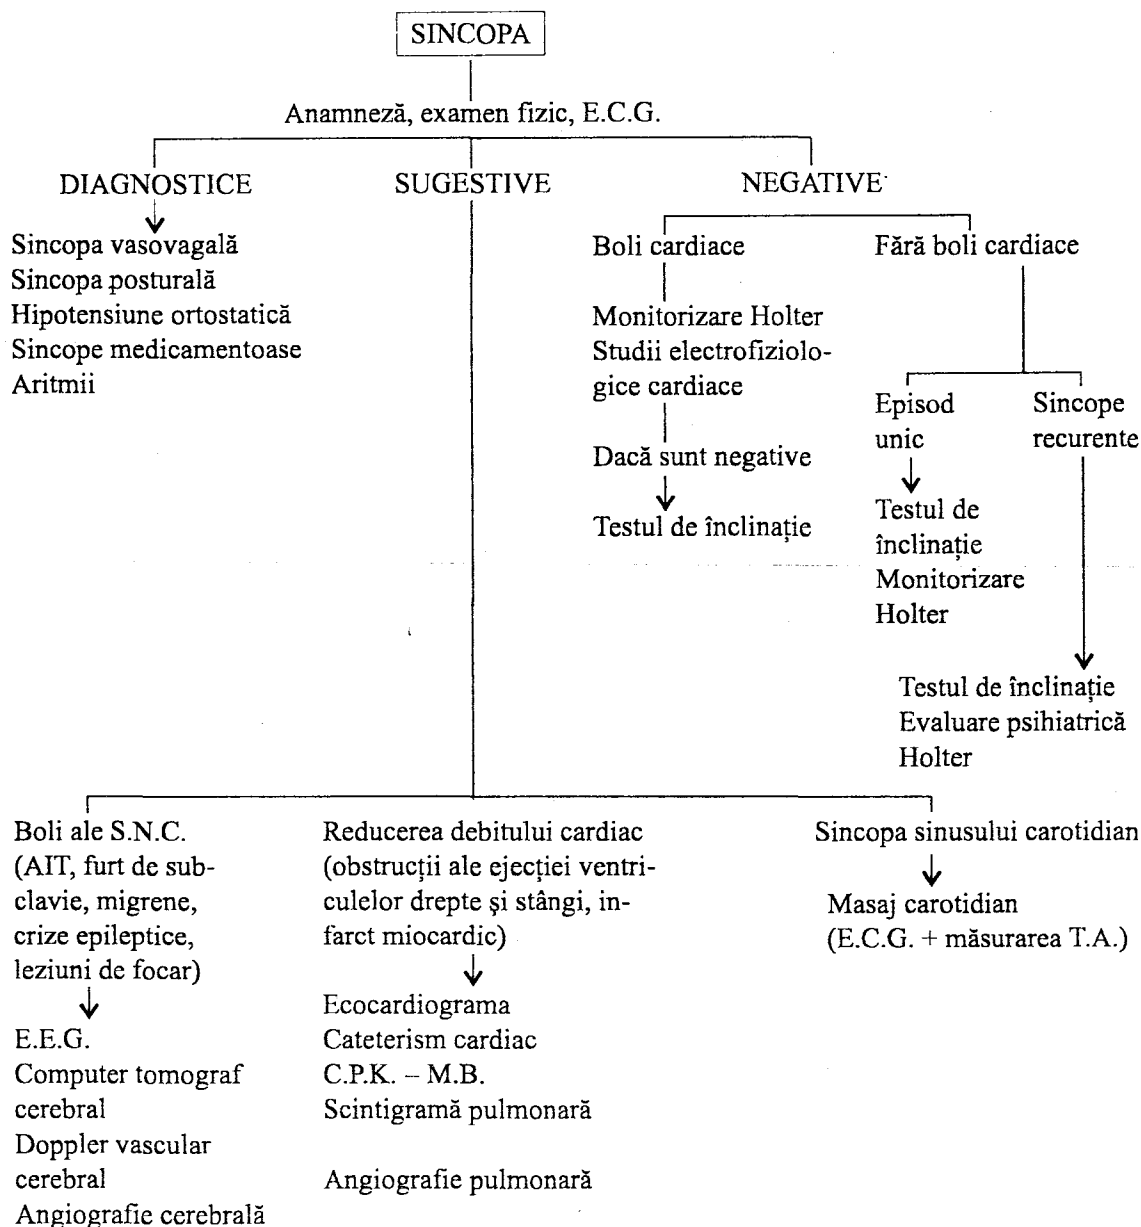 SINCOPA
Anamneză, examen fizic, E.C.G.
DIAGNOSTICE
Sincopa vasovagală
Sincopa posturală
Hipotensiune ortostatică
Sincope medicamentoase
Aritmii
SUGESTIVE
NEGATIVE
Boli cardiace
Monitorizare Holter
Studii electrofiziolo-
gice cardiace
Dacă sunt negative
Testul de înclinație
Fără boli cardiace
Episod
unic
Testul de
înclinație
Monitorizare
Holter
Sincope
recurente
Testul de înclinație
Evaluare psihiatrică
Holter
Boli ale S.N.C.
(AIT, furt de sub-
clavie, migrene,
crize epileptice,
leziuni de focar)
E.E.G.
Computer tomograf
cerebral
Doppler vascular
cerebral
Angiografie cerebrală
Reducerea debitului cardiac
(obstrucții ale ejecției ventri-
culelor drepte și stângi, in-
farct miocardic)
Ecocardiograma
Cateterism cardiac
C.P.K. – M.B.
Scintigramă pulmonară
Angiografie pulmonară
Sincopa sinusului carotidian
Masaj carotidian
(E.C.G. + măsurarea T.A.)